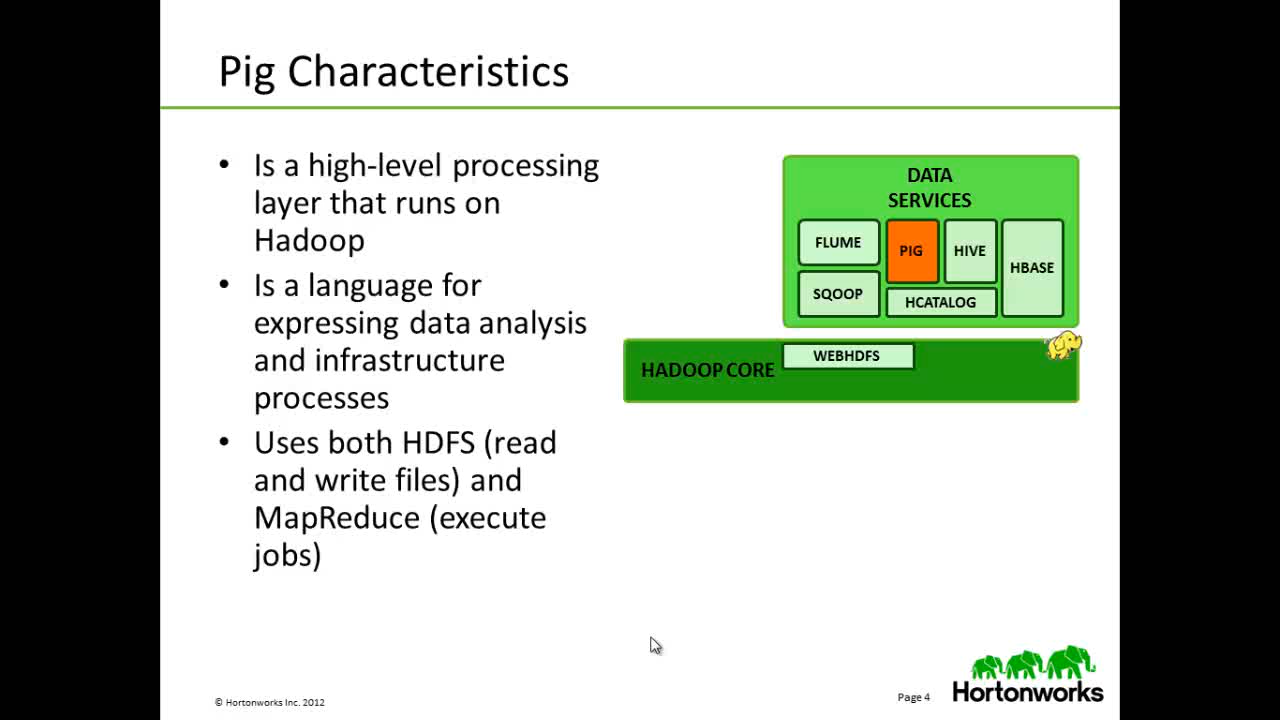 Pig Characteristics
• Is a high-level processing
layer that runs on
Hadoop
• Is a language for
expressing data analysis
and infrastructure
processes
• Uses both HDFS (read
and write files) and
MapReduce (execute
jobs)
DATA
SERVICES
FLUME
PIG
HIVE
HBASE
SQOOP
HCATALOG
WEBHDFS
HADOOP CORE
© Hortonworks Inc. 2012
Page 4
Hortonworks